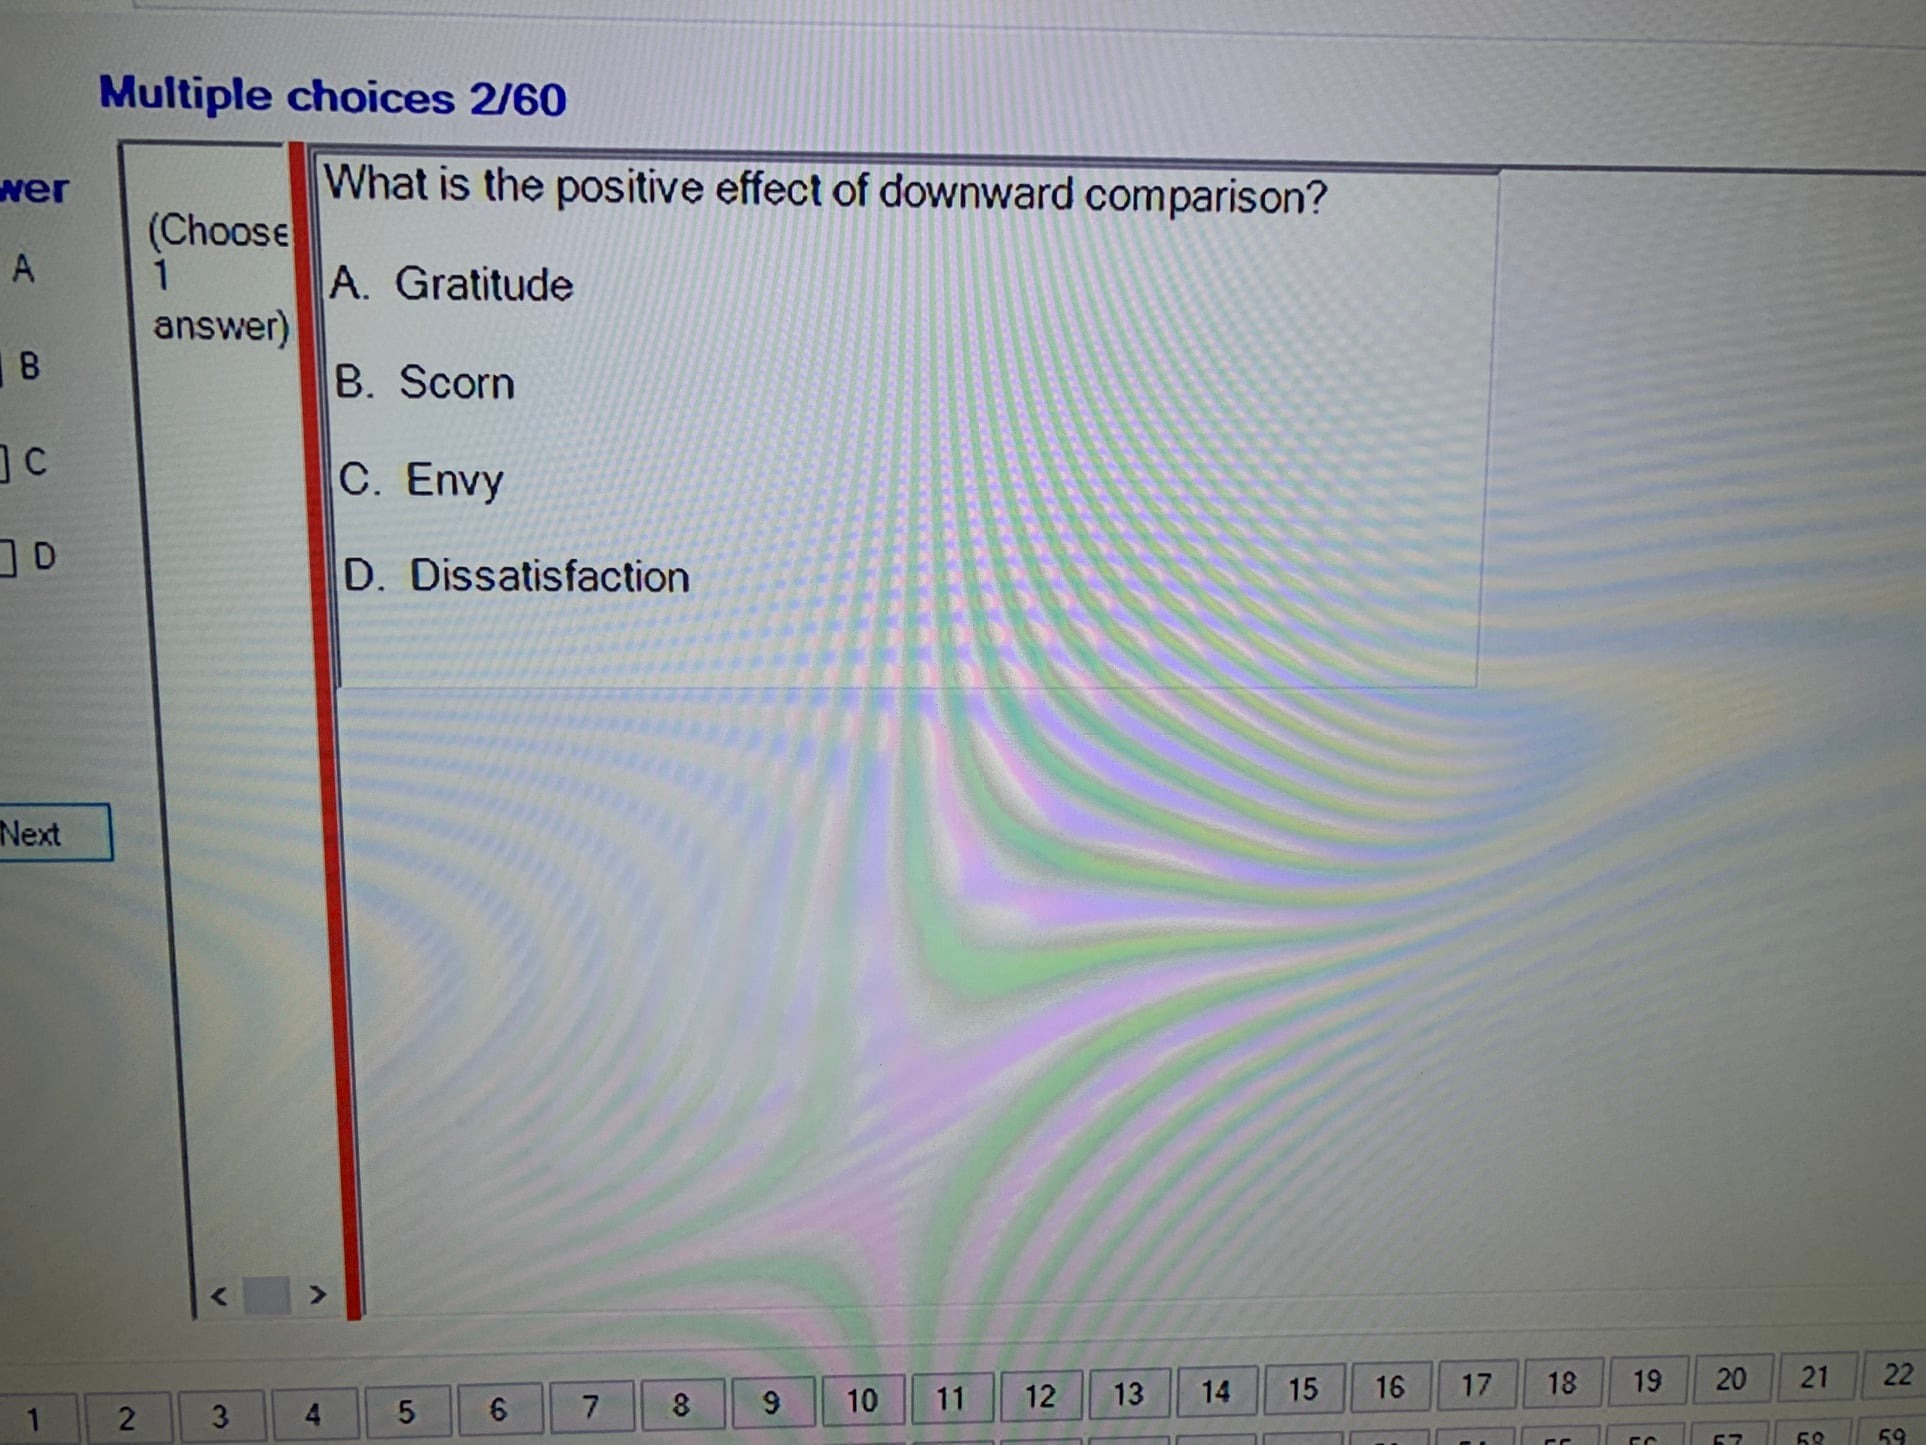 Multiple choices 2/60
wer
A
B
C
D
Next
(Choose
1
answer)
What is the positive effect of downward comparison?
A. Gratitude
B. Scorn
C. Envy
D. Dissatisfaction
< >
1 2 3 4 5 6 7 8 9 10 11 12 13 14 15 16 17 18 19 20 21 22
57 58 59